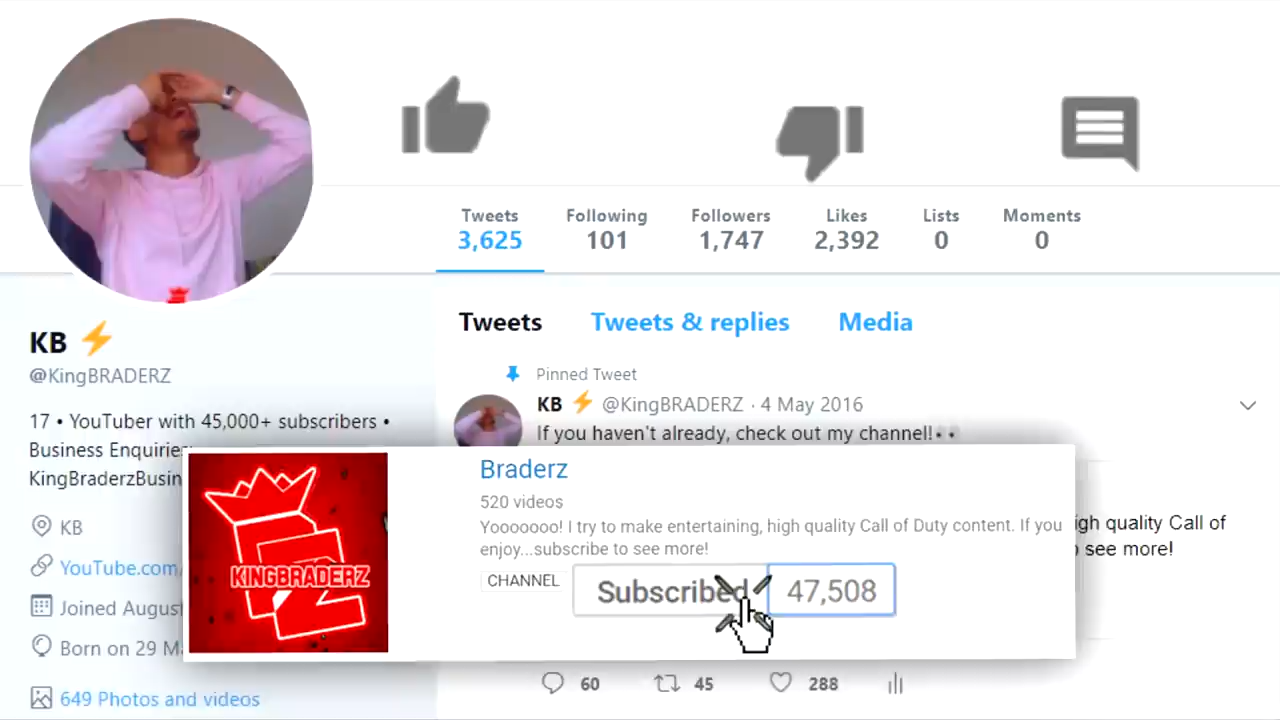 Tweets Following Followers Likes Lists Moments
3,625 101 1,747 2,392 0 0
Tweets Tweets & replies Media
KB ⚡
@KingBRADERZ
17 • YouTuber with 45,000+ subscribers •
Business Enquiries
KingBraderzBusin
KB
YouTube.com/
Joined August
Born on 29 M
649 Photos and videos
Pinned Tweet
KB ⚡ @KingBRADERZ · 4 May 2016
If you haven't already, check out my channel!
igh quality Call of
see more!
KINGBRADERZ
Braderz
520 videos
Yooooooo! I try to make entertaining, high quality Call of Duty content. If you
enjoy...subscribe to see more!
CHANNEL
Subscribed 47,508
60 45 288